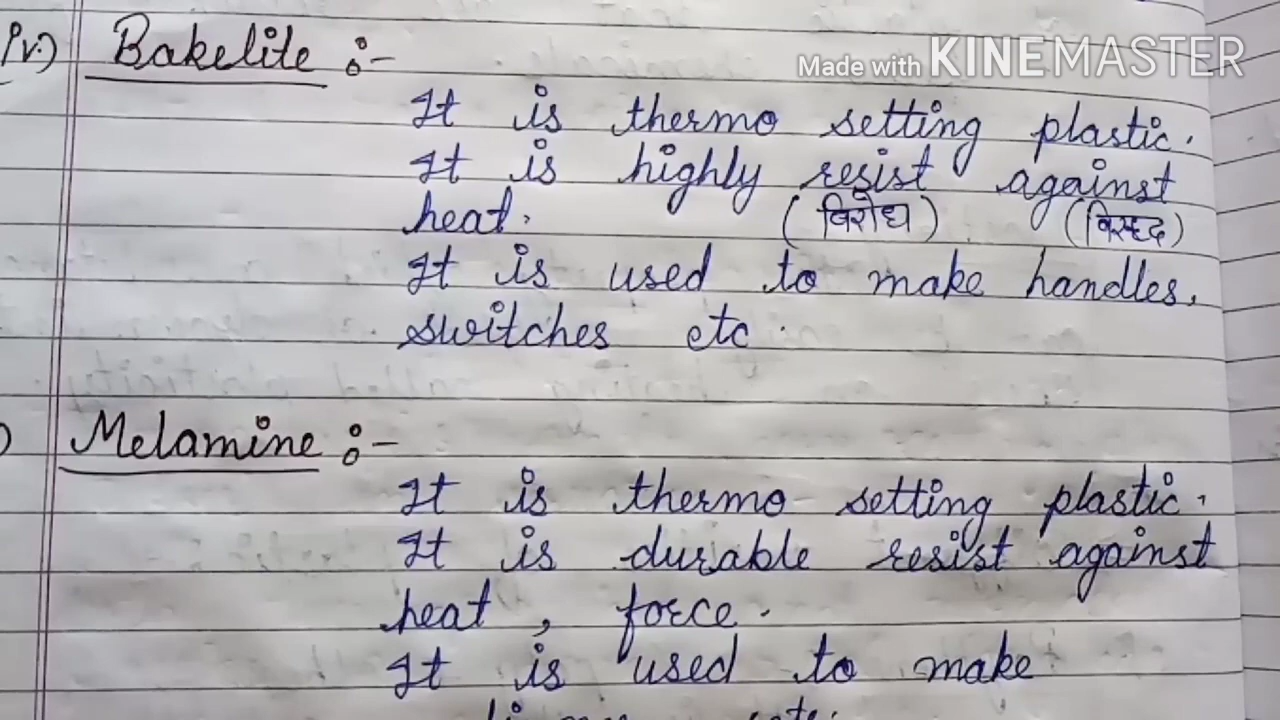 Made with KINEMASTER
iv.) Bakelite :-
It is thermo setting plastic.
It is highly resist against
heat. (विरोध) (विरुद्ध)
It is used to make handles,
switches etc.
Melamine :-
It is thermo setting plastic.
It is durable resist against
heat, force.
It is used to make